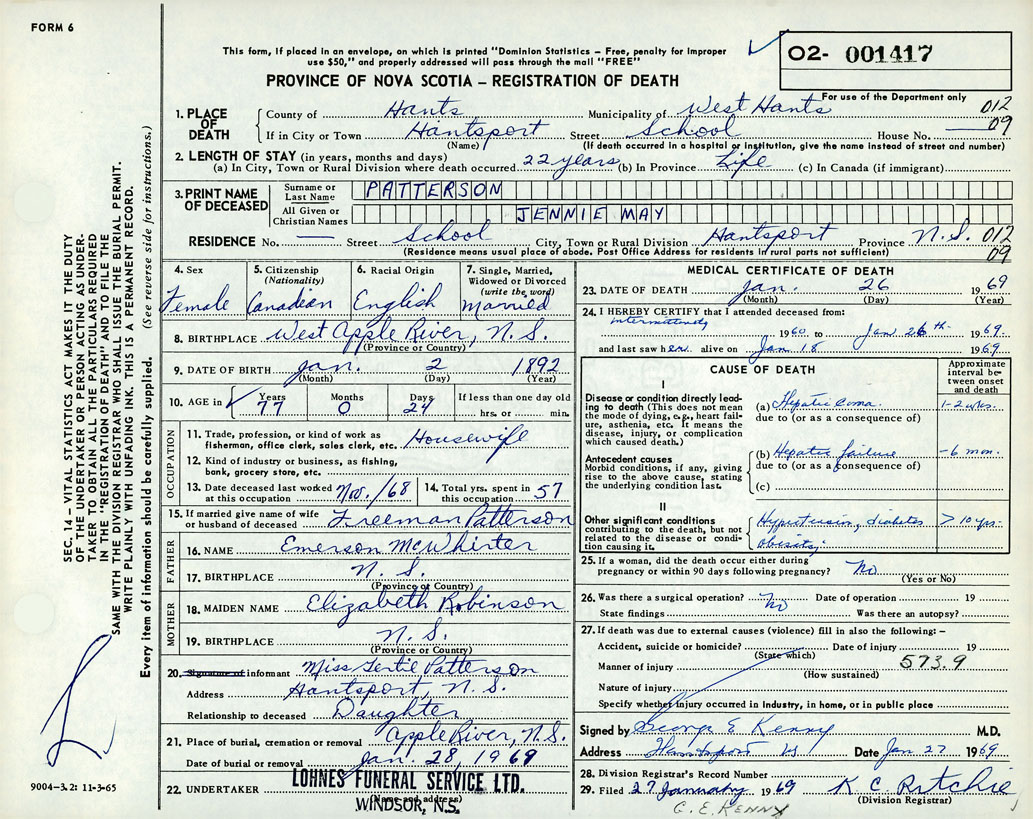 FORM 6
This form, if placed in an envelope, on which is printed "Dominion Statistics – Free, penalty for improper
use $50," and properly addressed will pass through the mail "FREE"
PROVINCE OF NOVA SCOTIA – REGISTRATION OF DEATH
O2- 001417
For use of the Department only
1. PLACE OF DEATH
County of Hants Municipality of West Hants 012
If in City or Town Hantsport Street School House No. — 09
(Name) (If death occurred in a hospital or institution, give the name instead of street and number)
2. LENGTH OF STAY (in years, months and days)
(a) In City, Town or Rural Division where death occurred 22 years (b) In Province Life (c) In Canada (if immigrant)
3. PRINT NAME OF DECEASED
Surname or Last Name PATTERSON
All Given or Christian Names JENNIE MAY
RESIDENCE No. — Street School City, Town or Rural Division Hantsport Province N.S. 012
(Residence means usual place of abode. Post Office Address for residents in rural parts not sufficient) 09
4. Sex
Female
5. Citizenship (Nationality)
Canadian
6. Racial Origin
English
7. Single, Married, Widowed or Divorced (write the word)
Married
8. BIRTHPLACE West Apple River, N.S.
(Province or Country)
9. DATE OF BIRTH Jan. 2 1892
(Month) (Day) (Year)
10. AGE in Years Months Days If less than one day old
77 0 24 hrs. or min.
OCCUPATION
11. Trade, profession, or kind of work as Housewife
fisherman, office clerk, sales clerk, etc.
12. Kind of industry or business, as fishing,
bank, grocery store, etc.
13. Date deceased last worked at this occupation Nov./68 14. Total yrs. spent in this occupation 57
15. If married give name of wife or husband of deceased Freeman Patterson
FATHER
16. NAME Emerson McWhirter
17. BIRTHPLACE N.S.
(Province or Country)
MOTHER
18. MAIDEN NAME Elizabeth Robinson
19. BIRTHPLACE N.S.
(Province or Country)
20. Signature of informant Miss Tertie Patterson
Address Hantsport, N.S.
Relationship to deceased Daughter
21. Place of burial, cremation or removal Apple River, N.S.
Date of burial or removal Jan. 28, 1969
22. UNDERTAKER LOHNES FUNERAL SERVICE LTD.
(Name and address)
WINDSOR, N.S.
MEDICAL CERTIFICATE OF DEATH
23. DATE OF DEATH Jan. 26 1969
(Month) (Day) (Year)
24. I HEREBY CERTIFY that I attended deceased from:
intermittently 1960 to Jan 26th 1969
and last saw her alive on Jan 18 1969
CAUSE OF DEATH
Approximate interval between onset and death
I
Disease or condition directly leading to death (This does not mean the mode of dying, e.g., heart failure, asthenia, etc. It means the disease, injury, or complication which caused death.)
(a) Hepatic Coma 1-2 wks.
due to (or as a consequence of)
Antecedent causes
Morbid conditions, if any, giving rise to the above cause, stating the underlying condition last.
(b) Hepatic failure -6 mon.
due to (or as a consequence of)
(c)
II
Other significant conditions
contributing to the death, but not related to the disease or condition causing it.
Hypertension, diabetes > 10 yrs.
Obesity,
25. If a woman, did the death occur either during
pregnancy or within 90 days following pregnancy? No
(Yes or No)
26. Was there a surgical operation? No Date of operation 19
State findings Was there an autopsy?
27. If death was due to external causes (violence) fill in also the following: –
Accident, suicide or homicide? Date of injury 19
(State which) 573.9
Manner of injury
(How sustained)
Nature of injury
Specify whether injury occurred in industry, in home, or in public place
Signed by George E Kenny M.D.
Address Hantsport NS Date Jan 27 1969
28. Division Registrar's Record Number
29. Filed 27 January 1969 K. C. Ritchie
(Division Registrar)
G. E. KENNY
SEC. 14 – VITAL STATISTICS ACT MAKES IT THE DUTY
OF THE UNDERTAKER OR PERSON ACTING AS UNDER-
TAKER TO OBTAIN ALL THE PARTICULARS REQUIRED
IN THE "REGISTRATION OF DEATH" AND TO FILE THE
SAME WITH THE DIVISION REGISTRAR WHO SHALL ISSUE THE BURIAL PERMIT.
WRITE PLAINLY WITH UNFADING INK. THIS IS A PERMANENT RECORD.
Every item of information should be carefully supplied. (See reverse side for instructions.)
9004-3.2: 11-3-65